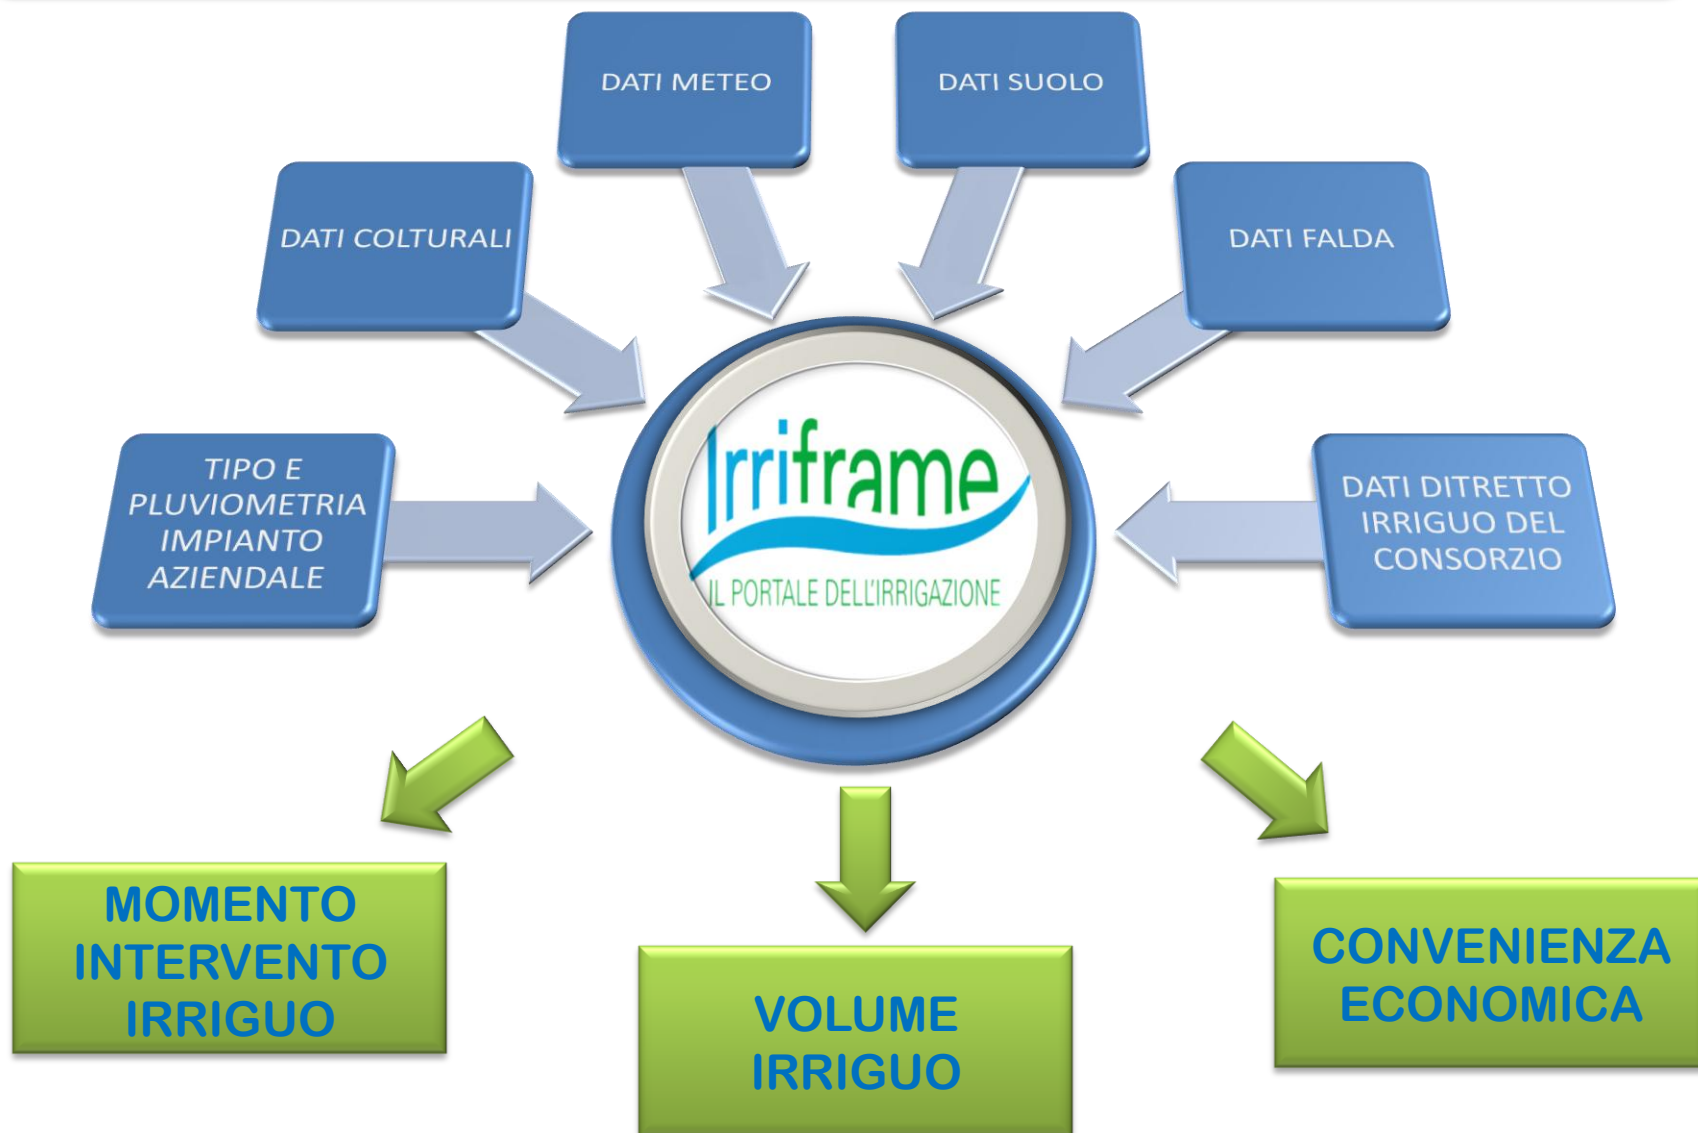 DATI METEO
DATI SUOLO
DATI COLTURALI
DATI FALDA
TIPO E
PLUVIOMETRIA
IMPIANTO
AZIENDALE
Irriframe
IL PORTALE DELL'IRRIGAZIONE
DATI DITRETTO
IRRIGUO DEL
CONSORZIO
MOMENTO
INTERVENTO
IRRIGUO
VOLUME
IRRIGUO
CONVENIENZA
ECONOMICA